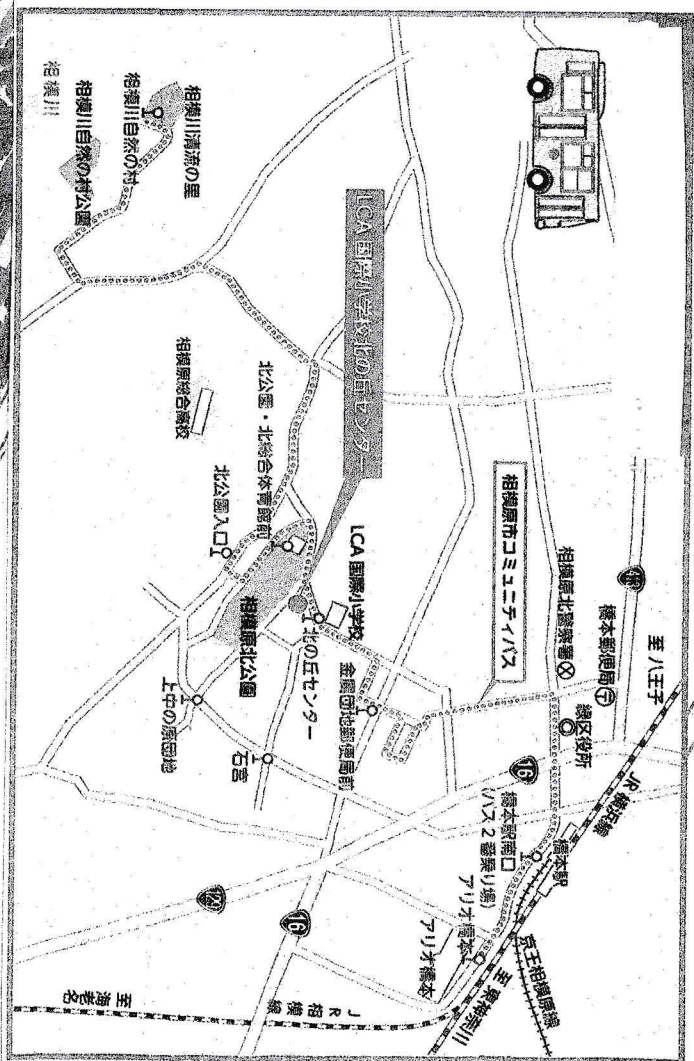 相模川清流の里
相模川自然の村
相模川自然の村公園
相模川
LCA 国際小学校北の丘センター
相模原総合高校
北公園・北総合体育館前
北公園入口
LCA 国際小学校
北の丘センター
相模原北公園
上中の原団地
石宮
金属団地郵便局前
相模原市コミュニティバス
相模原北警察署
橋本郵便局
緑区役所
至 八王子
JR 横浜線
橋本駅
橋本駅南口
(バス2番乗り場)
アリオ橋本
アリオ橋本
京王相模原線
至 東神奈川
JR相模線
至 海老名
16
129
16